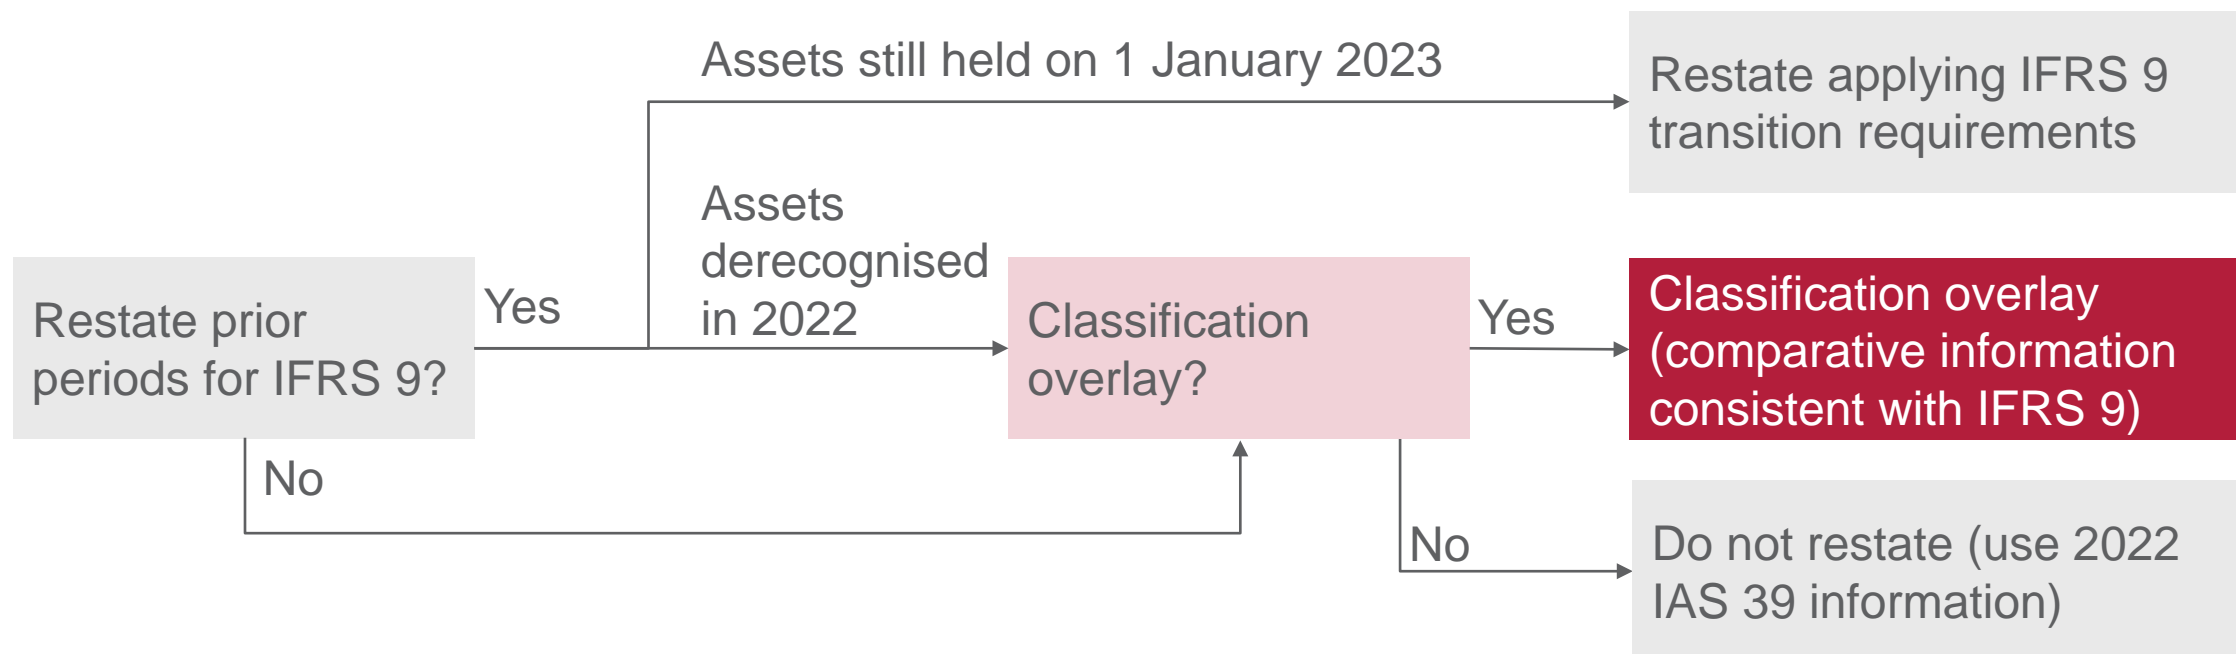 Assets still held on 1 January 2023
Restate applying IFRS 9
transition requirements
Assets
derecognised
in 2022
Restate prior
periods for IFRS 9?
Yes
Classification
overlay?
Yes
Classification overlay
(comparative information
consistent with IFRS 9)
No
No
Do not restate (use 2022
IAS 39 information)